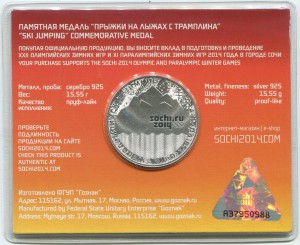 ПАМЯТНАЯ МЕДАЛЬ "ПРЫЖКИ НА ЛЫЖАХ С ТРАМПЛИНА"
"SKI JUMPING" COMMEMORATIVE MEDAL
ПОКУПАЯ ОФИЦИАЛЬНУЮ ПРОДУКЦИЮ, ВЫ ВНОСИТЕ ВКЛАД В ПОДГОТОВКУ И ПРОВЕДЕНИЕ
XXII ОЛИМПИЙСКИХ ЗИМНИХ ИГР И XI ПАРАЛИМПИЙСКИХ ЗИМНИХ ИГР 2014 ГОДА В ГОРОДЕ СОЧИ
YOUR PURCHASE SUPPORTS THE SOCHI 2014 OLYMPIC AND PARALYMPIC WINTER GAMES
Металл, проба: серебро 925
Вес: 15,55 г
Качество исполнения: пруф-лайк
Metal, fineness: silver 925
Weight: 15,55 g
Quality: proof-like
sochi.ru
2014
ПРОВЕРЬТЕ
ПОДЛИННОСТЬ
ПРОДУКЦИИ НА САЙТЕ
SOCHI2014.COM
CHECK THIS PRODUCT IS
AUTHENTIC AT
SOCHI2014.COM
интернет-магазин | e-shop
SOCHI2014.COM
Изготовлено ФГУП "Гознак"
Адрес: 115162, ул. Мытная, 17, Москва, Россия, www.goznak.ru
Manufactured by Federal State Unitary Enterprise "Goznak"
Address: Mytnaya str. 17, Moscow, Russia, 115162, www.goznak.ru
A37950988